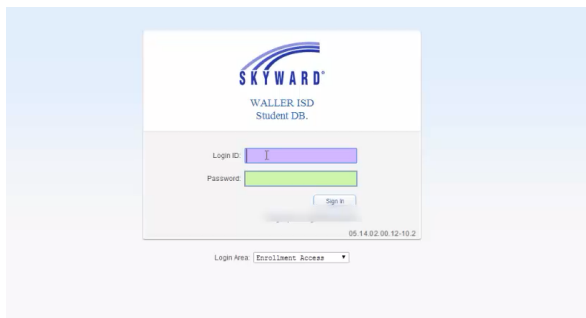 SKYWARD®
WALLER ISD
Student DB.
Login ID:
Password:
Sign In
05.14.02.00.12-10.2
Login Area: Enrollment Access